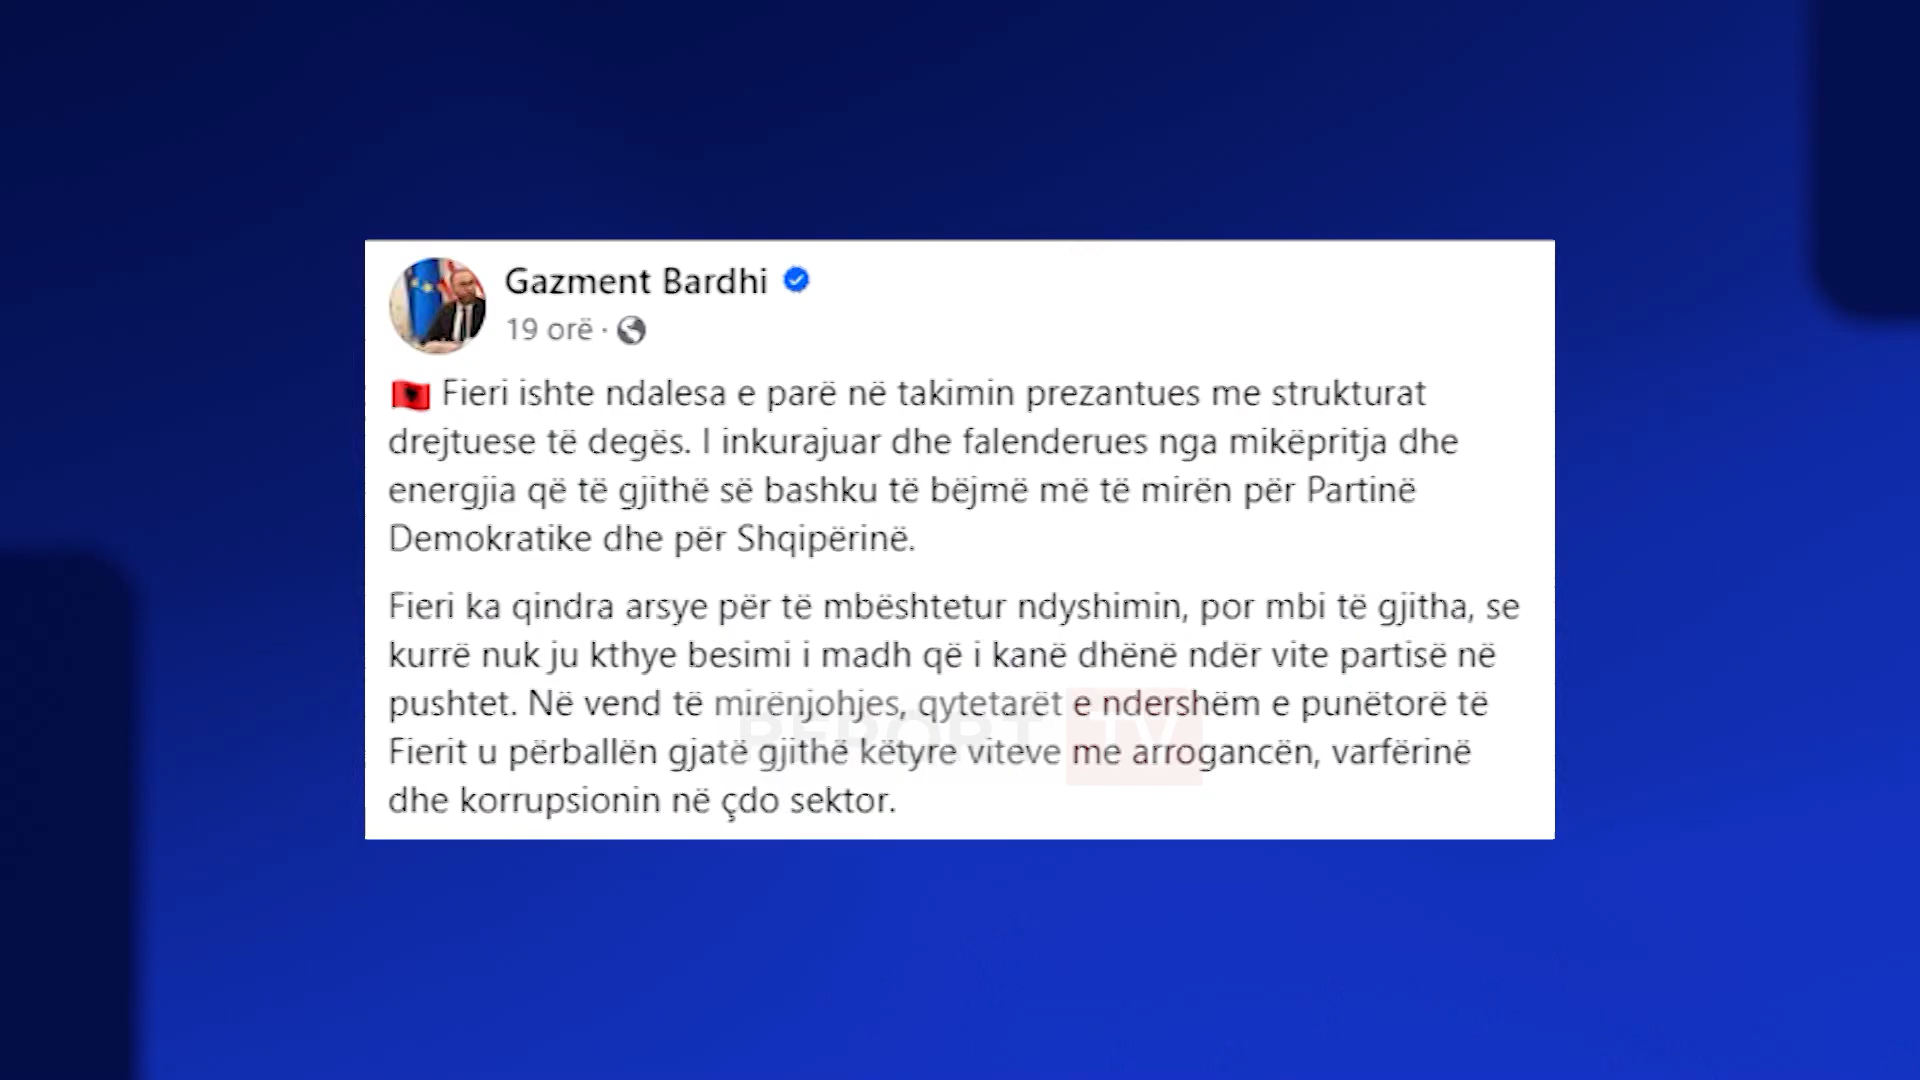 Gazment Bardhi
19 orë ·
Fieri ishte ndalesa e parë në takimin prezantues me strukturat
drejtuese të degës. I inkurajuar dhe falenderues nga mikëpritja dhe
energjia që të gjithë së bashku të bëjmë më të mirën për Partinë
Demokratike dhe për Shqipërinë.
Fieri ka qindra arsye për të mbështetur ndyshimin, por mbi të gjitha, se
kurrë nuk ju kthye besimi i madh që i kanë dhënë ndër vite partisë në
pushtet. Në vend të mirënjohjes, qytetarët e ndershëm e punëtorë të
Fierit u përballën gjatë gjithë këtyre viteve me arrogancën, varfërinë
dhe korrupsionin në çdo sektor.
REPORT TV